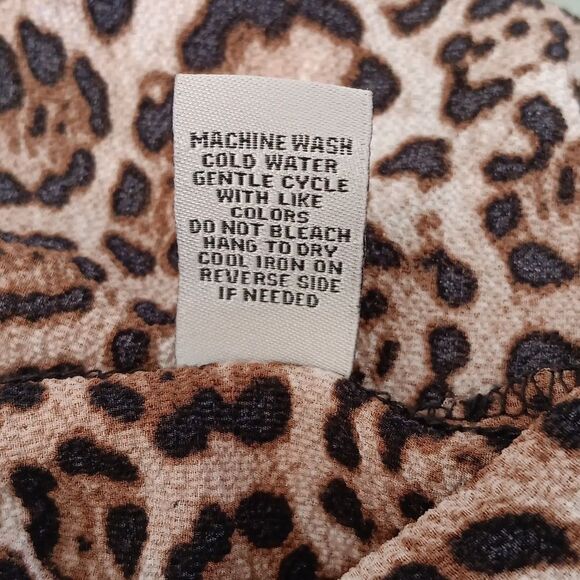 MACHINE WASH
COLD WATER
GENTLE CYCLE
WITH LIKE
COLORS
DO NOT BLEACH
HANG TO DRY
COOL IRON ON
REVERSE SIDE
IF NEEDED